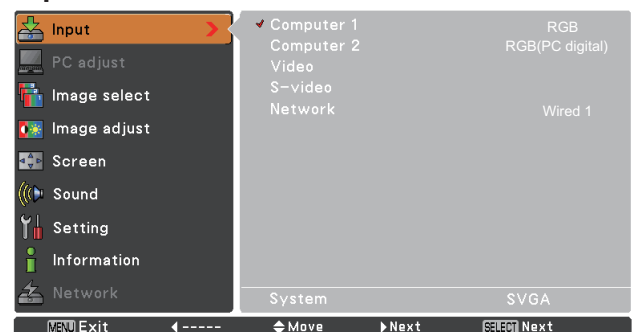 Input
PC adjust
Image select
Image adjust
Screen
Sound
Setting
Information
Network
Computer 1 RGB
Computer 2 RGB(PC digital)
Video
S-video
Network Wired 1
System SVGA
MENU Exit ----- Move Next SELECT Next